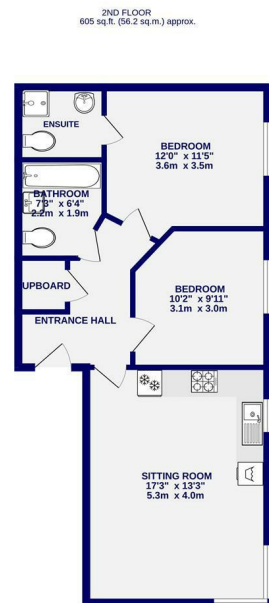 2ND FLOOR
605 sq.ft. (56.2 sq.m.) approx.
ENSUITE
BEDROOM
12'0" x 11'5"
3.6m x 3.5m
BATHROOM
7'3" x 6'4"
2.2m x 1.9m
BEDROOM
10'2" x 9'11"
3.1m x 3.0m
UPBOARD
ENTRANCE HALL
SITTING ROOM
17'3" x 13'3"
5.3m x 4.0m